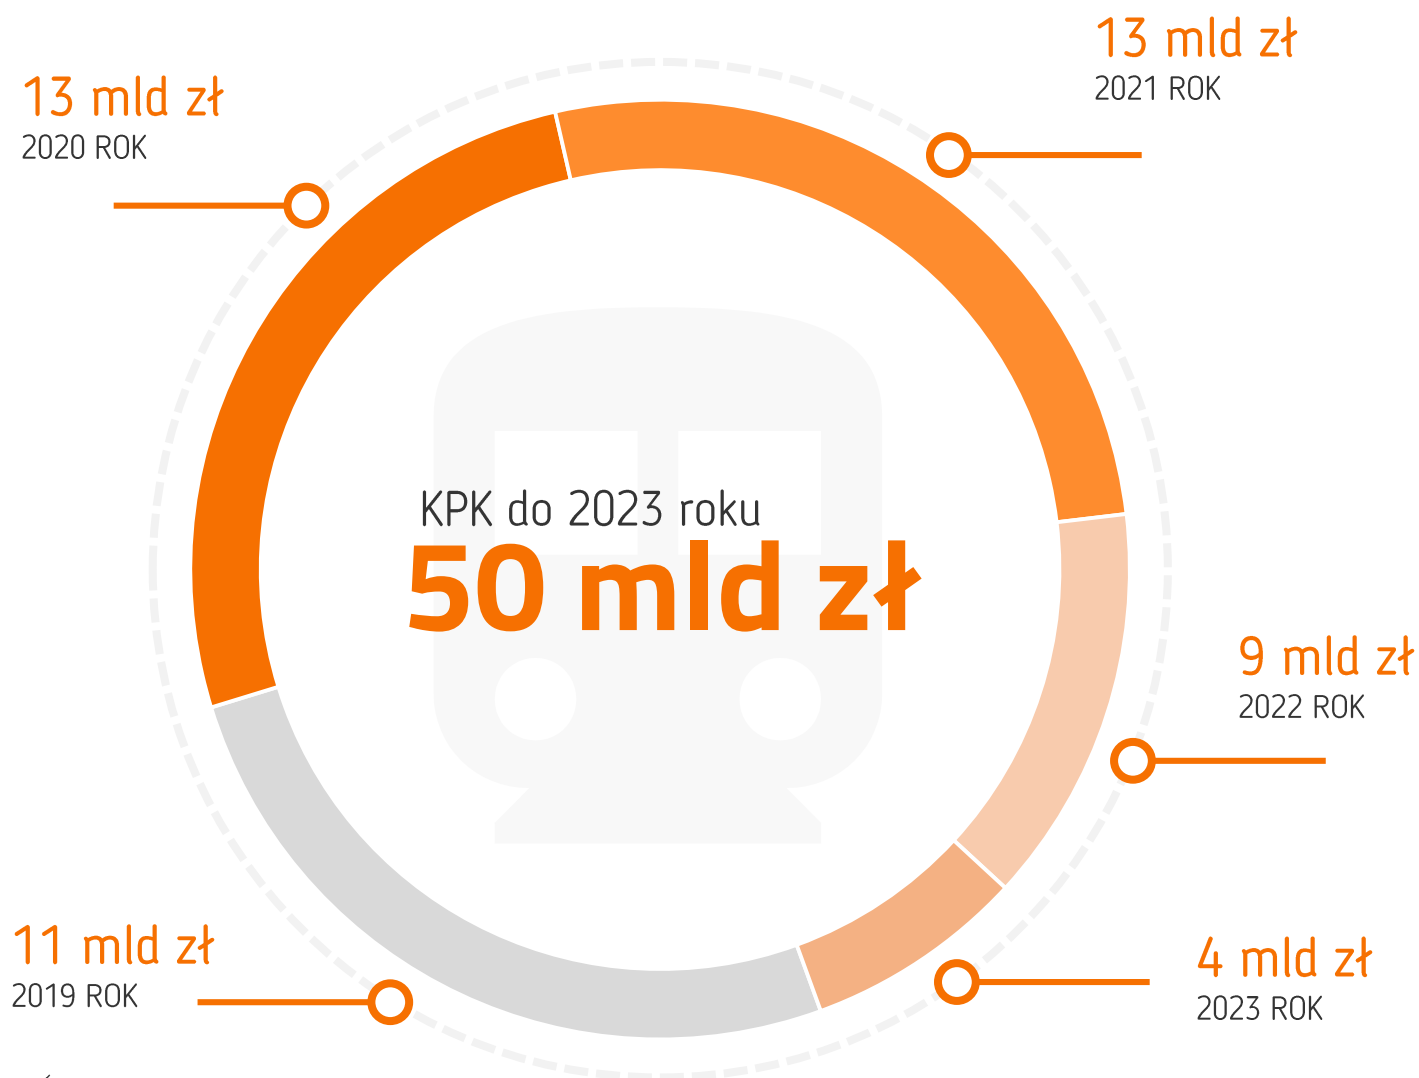 13 mld zł
2021 ROK
13 mld zł
2020 ROK
KPK do 2023 roku
50 mld zł
9 mld zł
2022 ROK
11 mld zł
2019 ROK
4 mld zł
2023 ROK